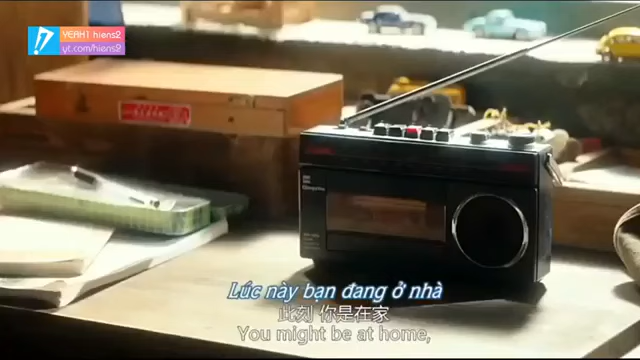 YEAH1 hiens2
yt.com/hiens2
Lúc này bạn đang ở nhà
此刻 你是在家
You might be at home,